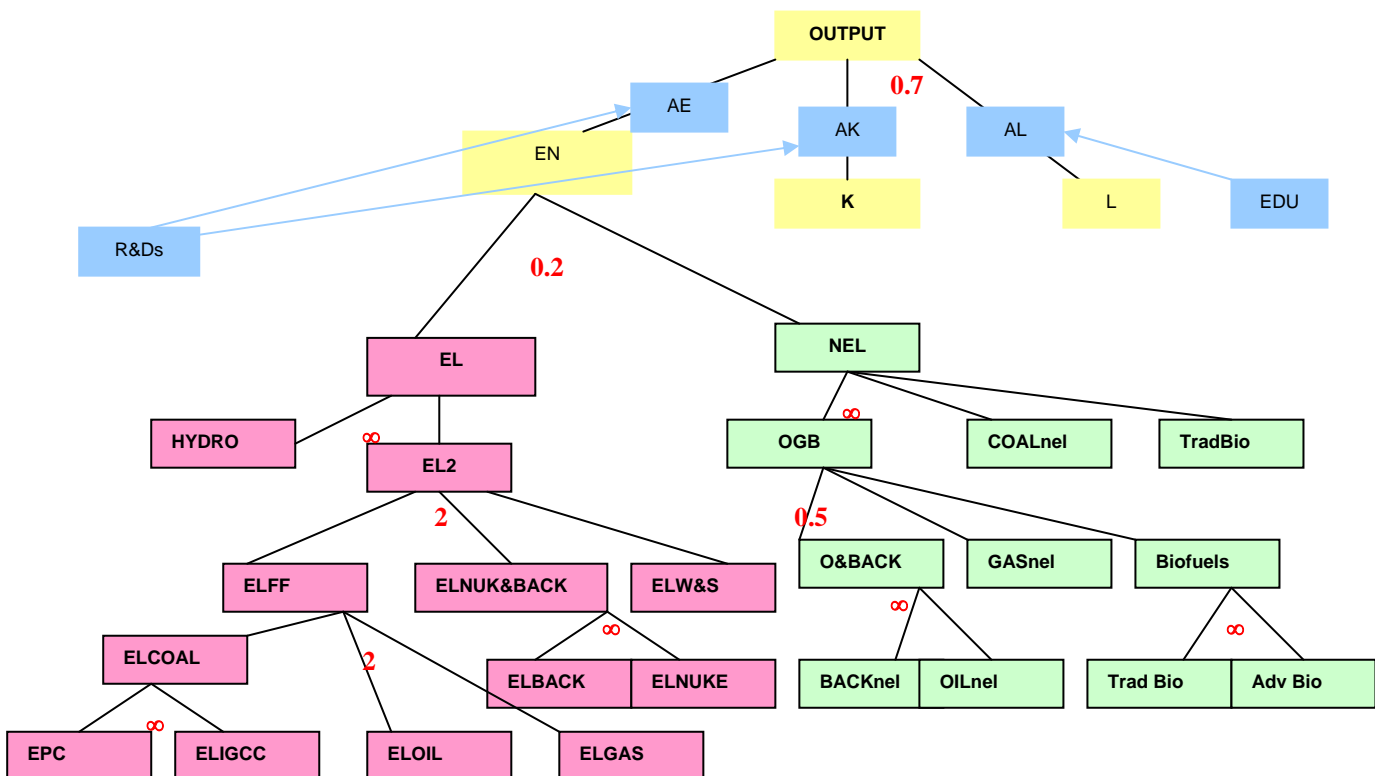 OUTPUT
0.7
AE
AK
AL
EN
K
L
EDU
R&Ds
0.2
EL
NEL
HYDRO
∞
EL2
OGB
∞
COALnel
TradBio
2
0.5
ELFF
ELNUK&BACK
ELW&S
O&BACK
GASnel
Biofuels
∞
∞
∞
ELCOAL
2
ELBACK
ELNUKE
BACKnel
OILnel
Trad Bio
Adv Bio
∞
EPC
ELIGCC
ELOIL
ELGAS